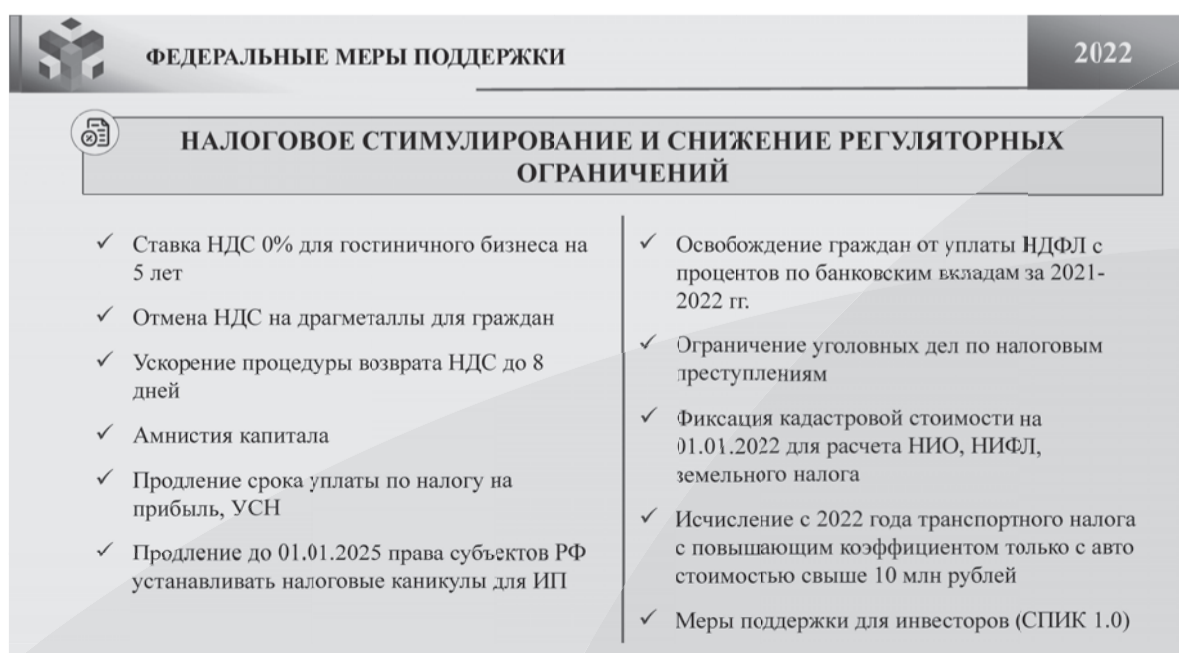 ФЕДЕРАЛЬНЫЕ МЕРЫ ПОДДЕРЖКИ
2022
НАЛОГОВОЕ СТИМУЛИРОВАНИЕ И СНИЖЕНИЕ РЕГУЛЯТОРНЫХ
ОГРАНИЧЕНИЙ
✓ Ставка НДС 0% для гостиничного бизнеса на
5 лет
✓ Отмена НДС на драгметаллы для граждан
✓ Ускорение процедуры возврата НДС до 8
дней
✓ Амнистия капитала
✓ Продление срока уплаты по налогу на
прибыль, УСН
✓ Продление до 01.01.2025 права субъектов РФ
устанавливать налоговые каникулы для ИП
✓ Освобождение граждан от уплаты НДФЛ с
процентов по банковским вкладам за 2021-
2022 гг.
✓ Ограничение уголовных дел по налоговым
преступлениям
✓ Фиксация кадастровой стоимости на
01.01.2022 для расчета НИО, НИФЛ,
земельного налога
✓ Исчисление с 2022 года транспортного налога
с повышающим коэффициентом только с авто
стоимостью свыше 10 млн рублей
✓ Меры поддержки для инвесторов (СПИК 1.0)